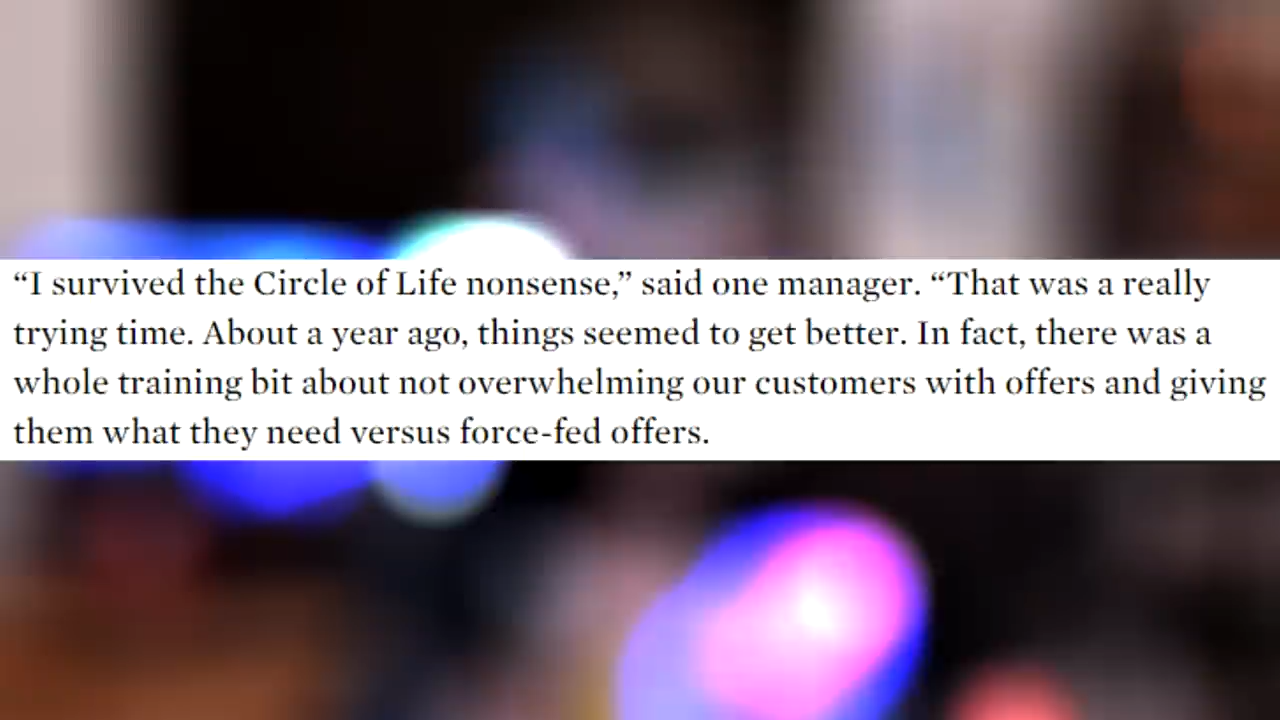 “I survived the Circle of Life nonsense,” said one manager. “That was a really
trying time. About a year ago, things seemed to get better. In fact, there was a
whole training bit about not overwhelming our customers with offers and giving
them what they need versus force-fed offers.